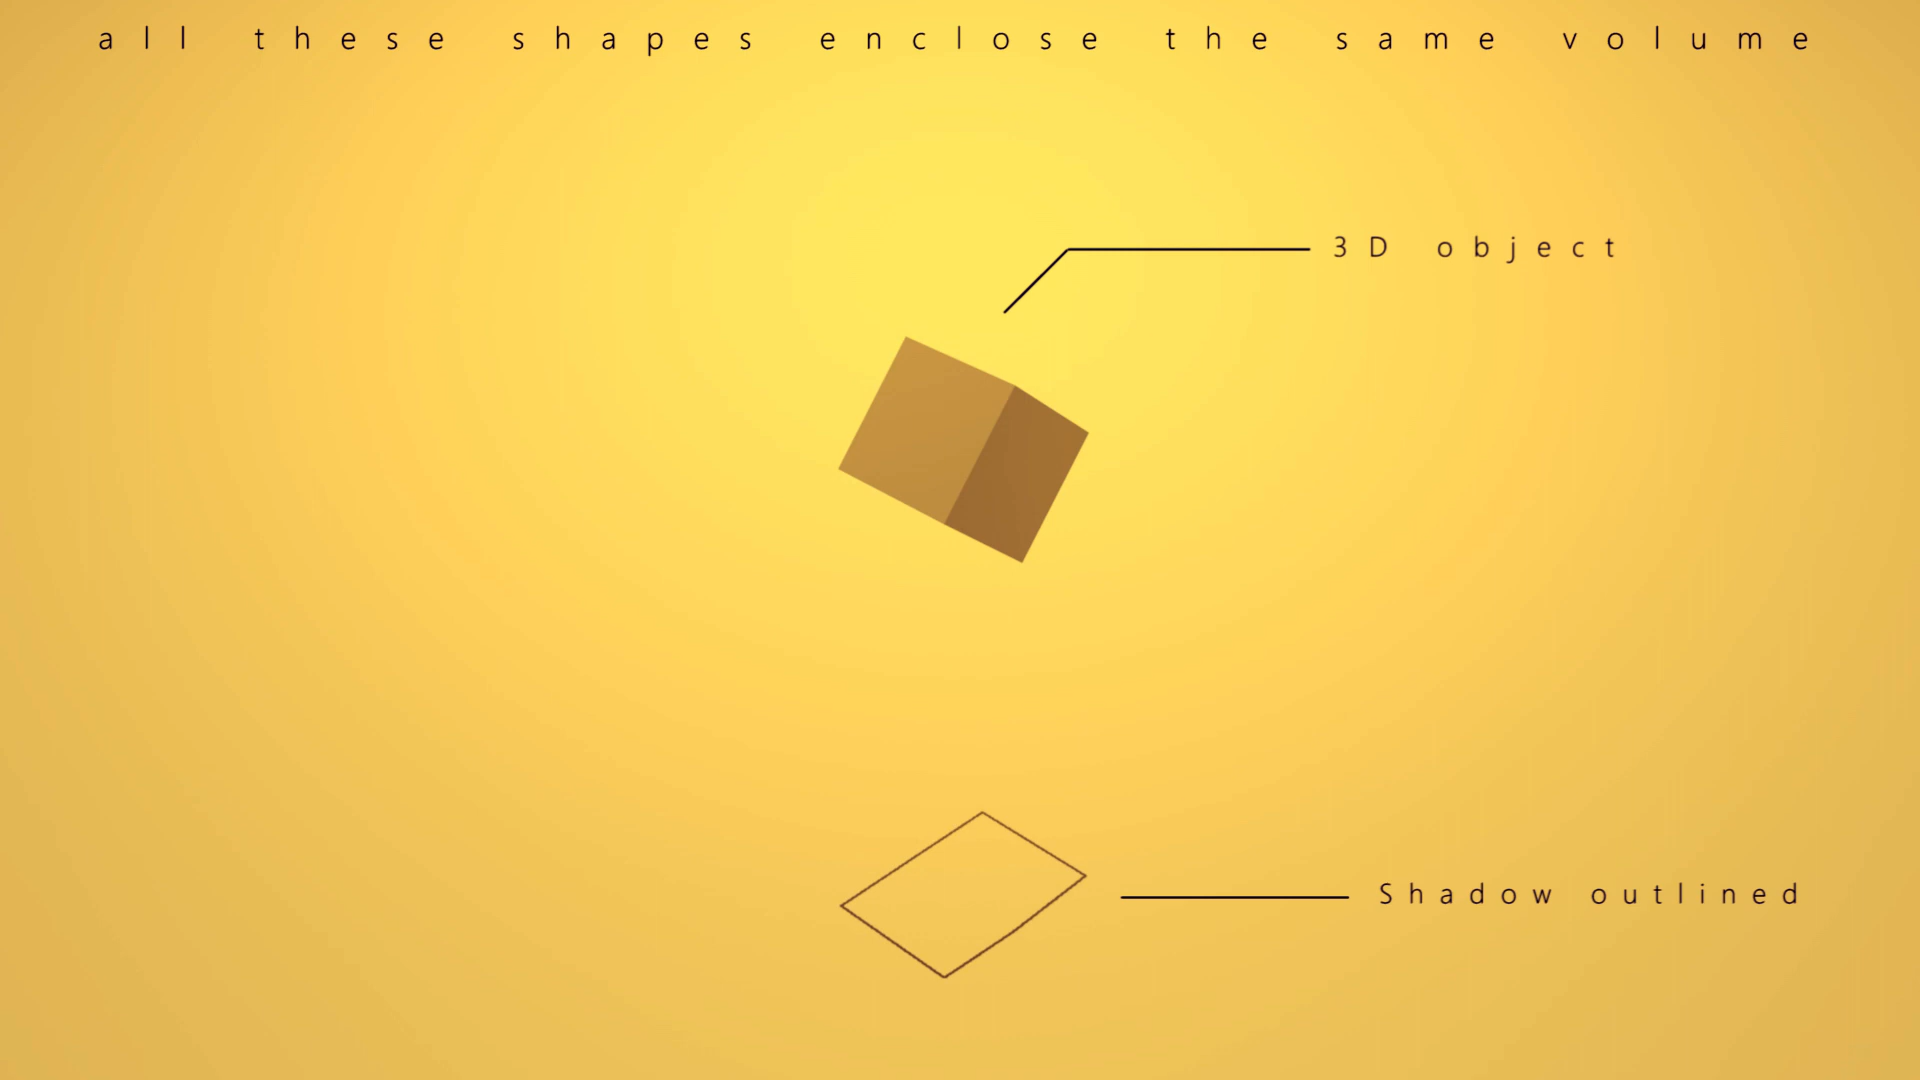 all these shapes enclose the same volume
3D object
Shadow outlined